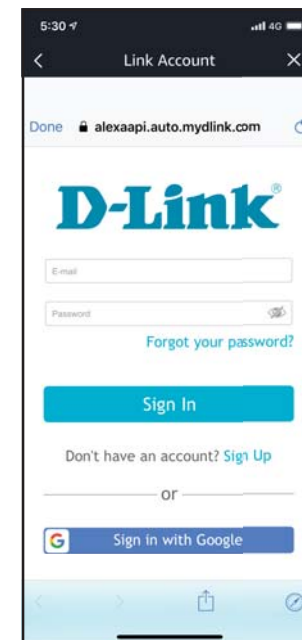 5:30
4G
Link Account
Done alexaapi.auto.mydlink.com
D-Link®
E-mail
Password
Forgot your password?
Sign In
Don't have an account? Sign Up
or
G Sign in with Google